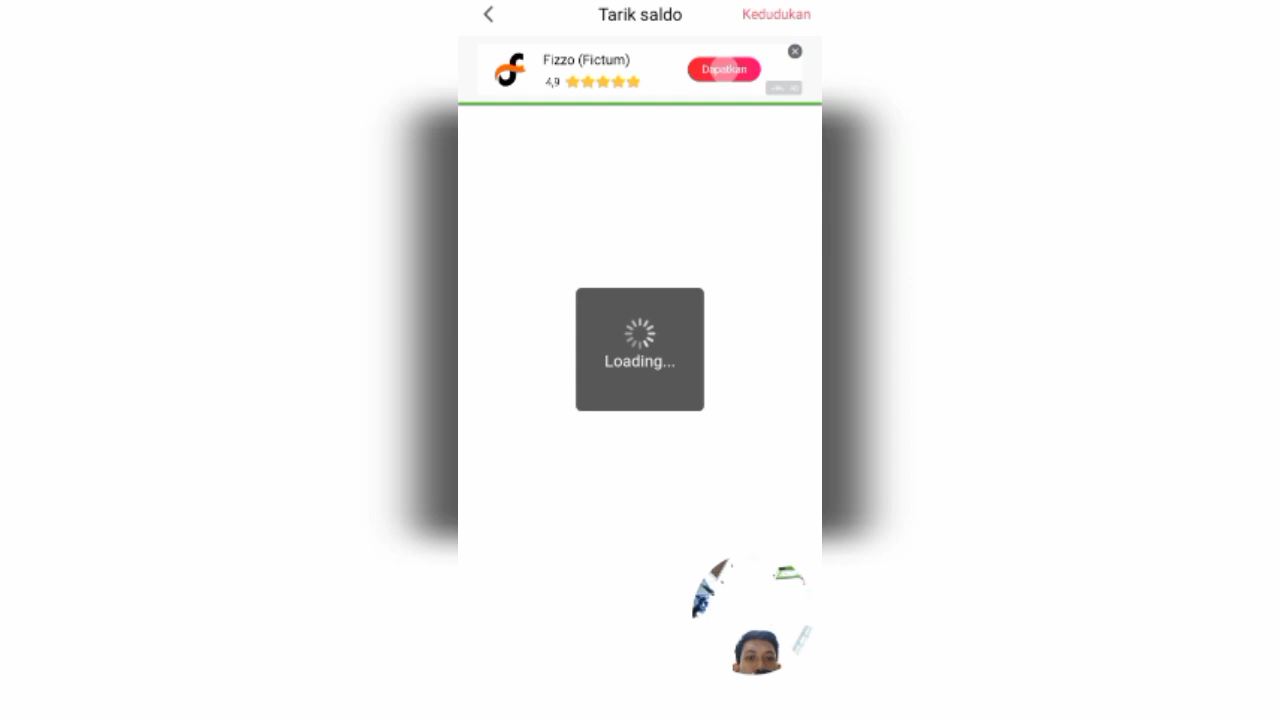 Tarik saldo
Kedudukan
Fizzo (Fictum)
4,9
Dapatkan
Loading...